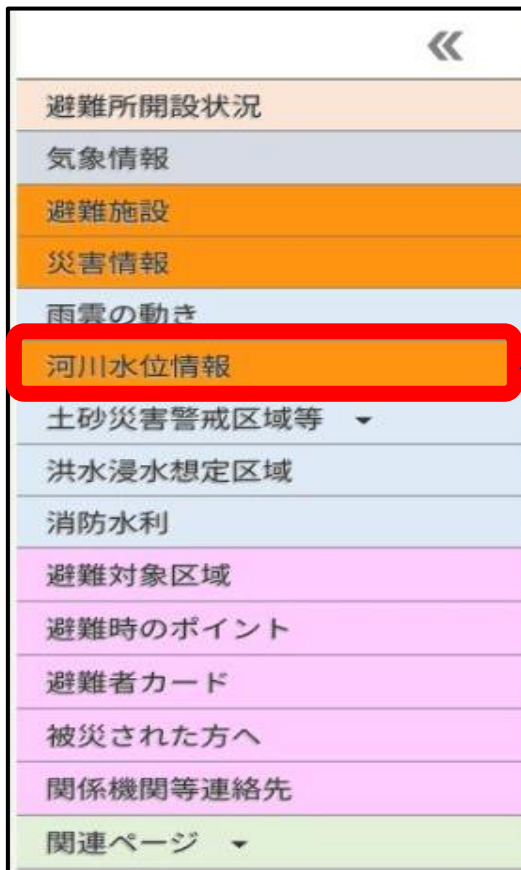 ≪
避難所開設状況
気象情報
避難施設
災害情報
雨雲の動き
河川水位情報
土砂災害警戒区域等
洪水浸水想定区域
消防水利
避難対象区域
避難時のポイント
避難者カード
被災された方へ
関係機関等連絡先
関連ページ